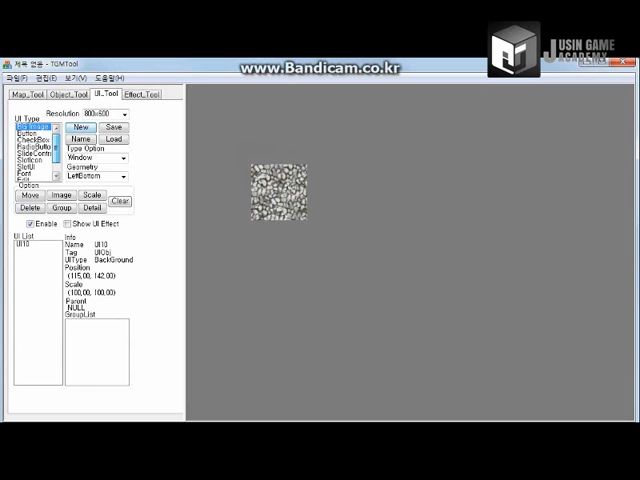 JUSIN GAME
ACADEMY
www.Bandicam.co.kr
제목 없음 - TGMTool
파일(F) 편집(E) 보기(V) 도움말(H)
Map_Tool Object_Tool UI_Tool Effect_Tool
Resolution 800x600
UI Type
BG Image
Button
CheckBox
RadioButto
SlideContr
SlotIcon
SlotUI
Font
Edit
New Save
Name Load
Type Option
Window
Geometry
LeftBottom
Option
Move Image Scale
Delete Group Detail
Clear
Enable Show UI Effect
UI List
UI10
Info
Name UI10
Tag UIObj
UIType BackGround
Position
(115,00, 142,00)
Scale
(100,00, 100,00)
Parent
NULL
GroupList